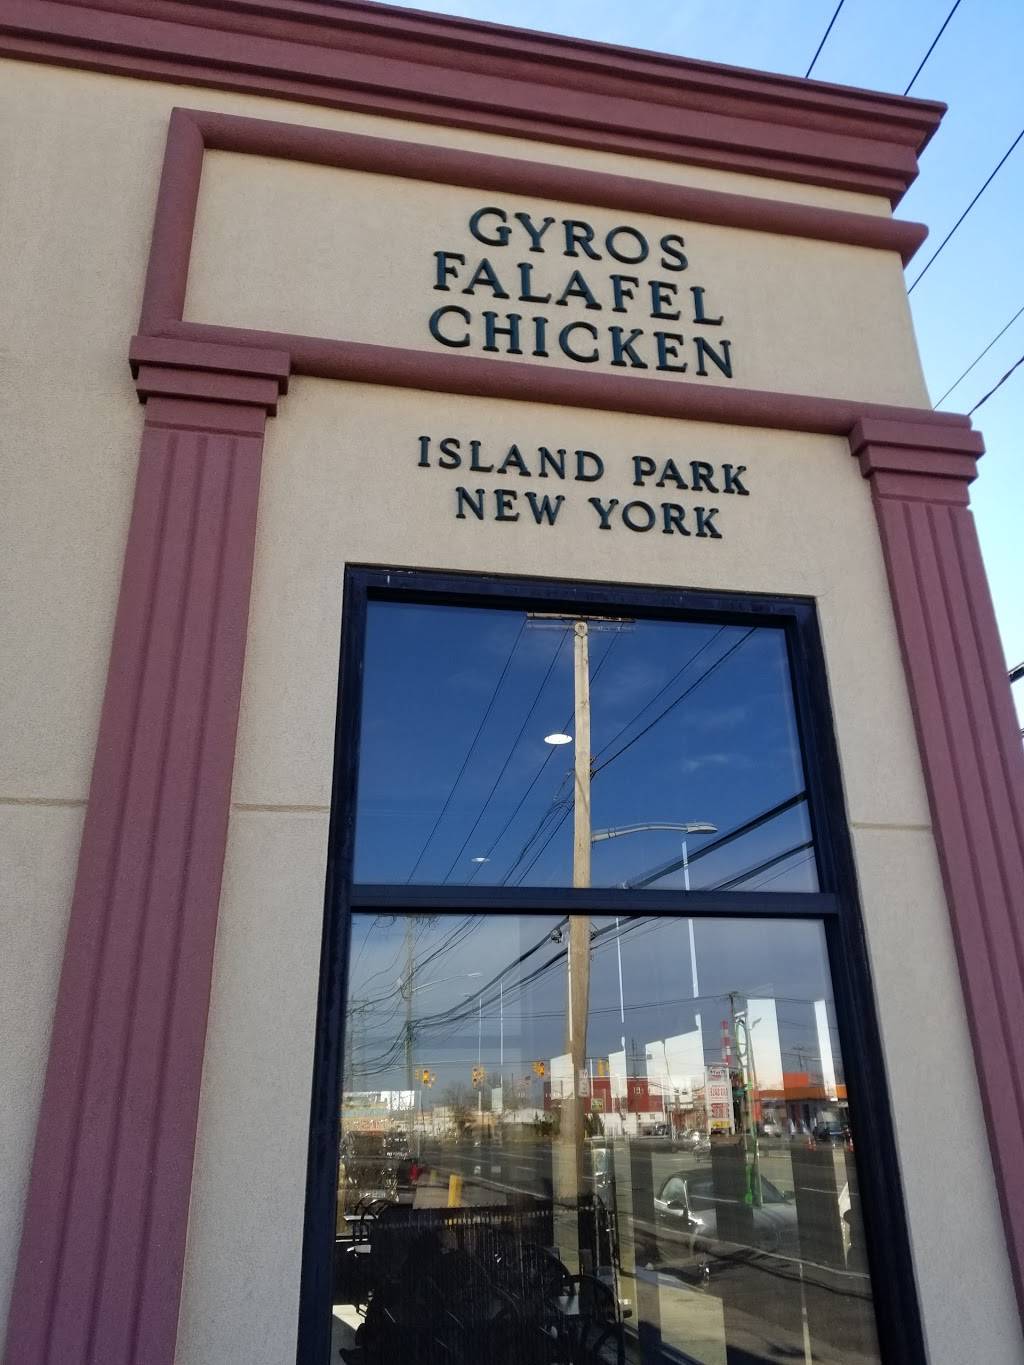 GYROS
FALAFEL
CHICKEN
ISLAND PARK
NEW YORK